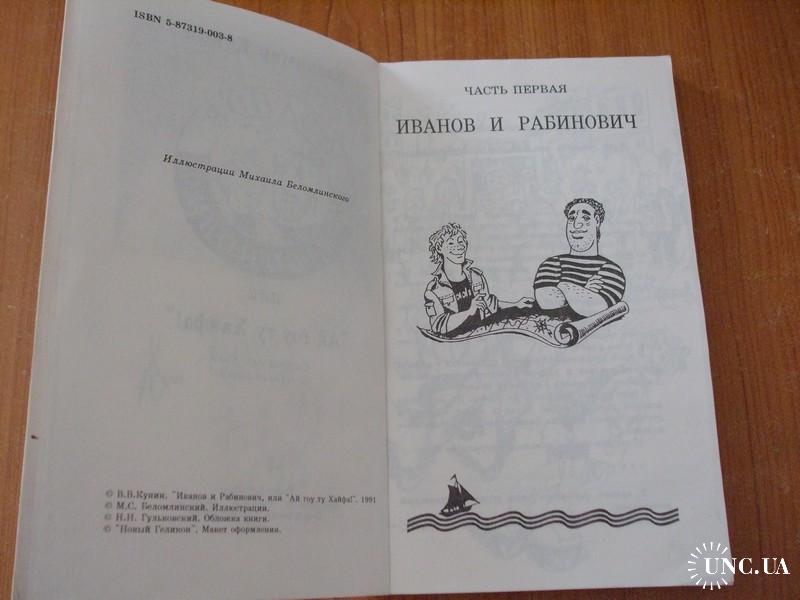 ISBN 5-87319-003-8
Иллюстрации Михаила Беломлинского
© В.В.Кунин. "Иванов и Рабинович, или "Ай гоу ту Хайфа!". 1991
© М.С. Беломлинский. Иллюстрации.
© Н.Н. Гульковский. Обложка книги.
© "Новый Геликон". Макет оформления.
ЧАСТЬ ПЕРВАЯ
ИВАНОВ И РАБИНОВИЧ
UNC.UA